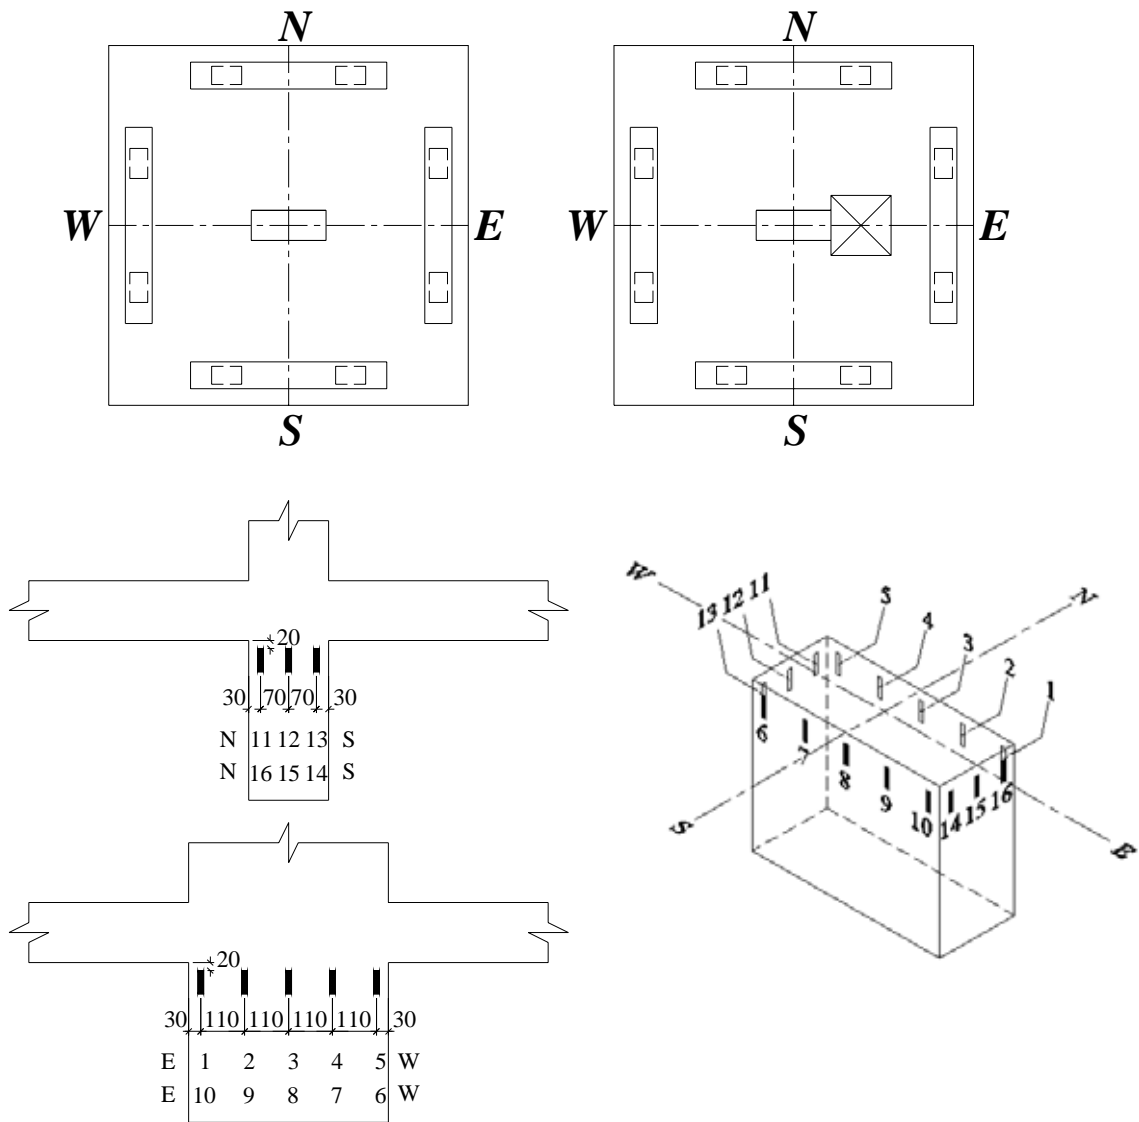 N N
W E W E
S S
20
30 70 70 30
N 11 12 13 S
N 16 15 14 S
20
30 110 110 110 110 30
E 1 2 3 4 5 W
E 10 9 8 7 6 W
W N
13 12 11 5 4 3 2 1
6 7 8 9 10 14 15 16
S E